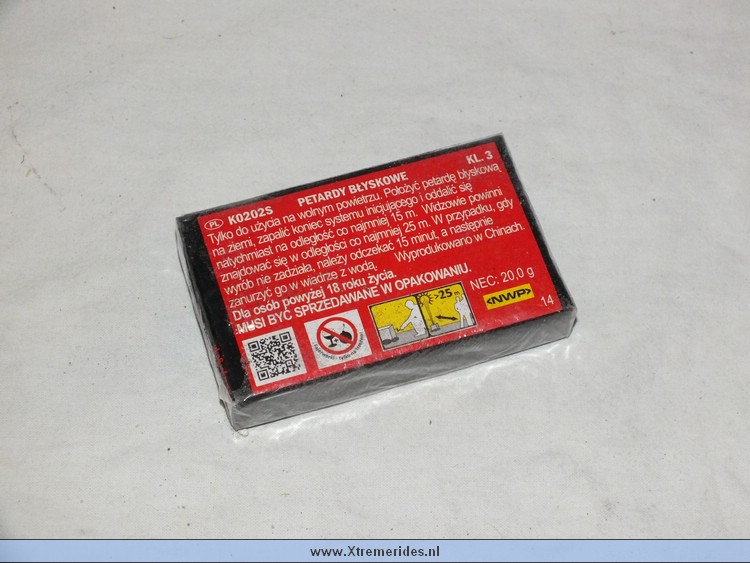 PL K0202S PETARDY BŁYSKOWE KL. 3
Tylko do użycia na wolnym powietrzu. Położyć petardę błyskową
na ziemi, zapalić koniec systemu inicjującego i oddalić się
natychmiast na odległość co najmniej 15 m. Widzowie powinni
znajdować się w odległości co najmniej 25 m. W przypadku, gdy
wyrób nie zadziała, należy odczekać 15 minut, a następnie
zanurzyć go w wiadrze z wodą. Wyprodukowano w Chinach.
Dla osób powyżej 18 roku życia.
MUSI BYĆ SPRZEDAWANE W OPAKOWANIU.
NEC: 20.0 g
>25 m
NWP
14
www.Xtremerides.nl